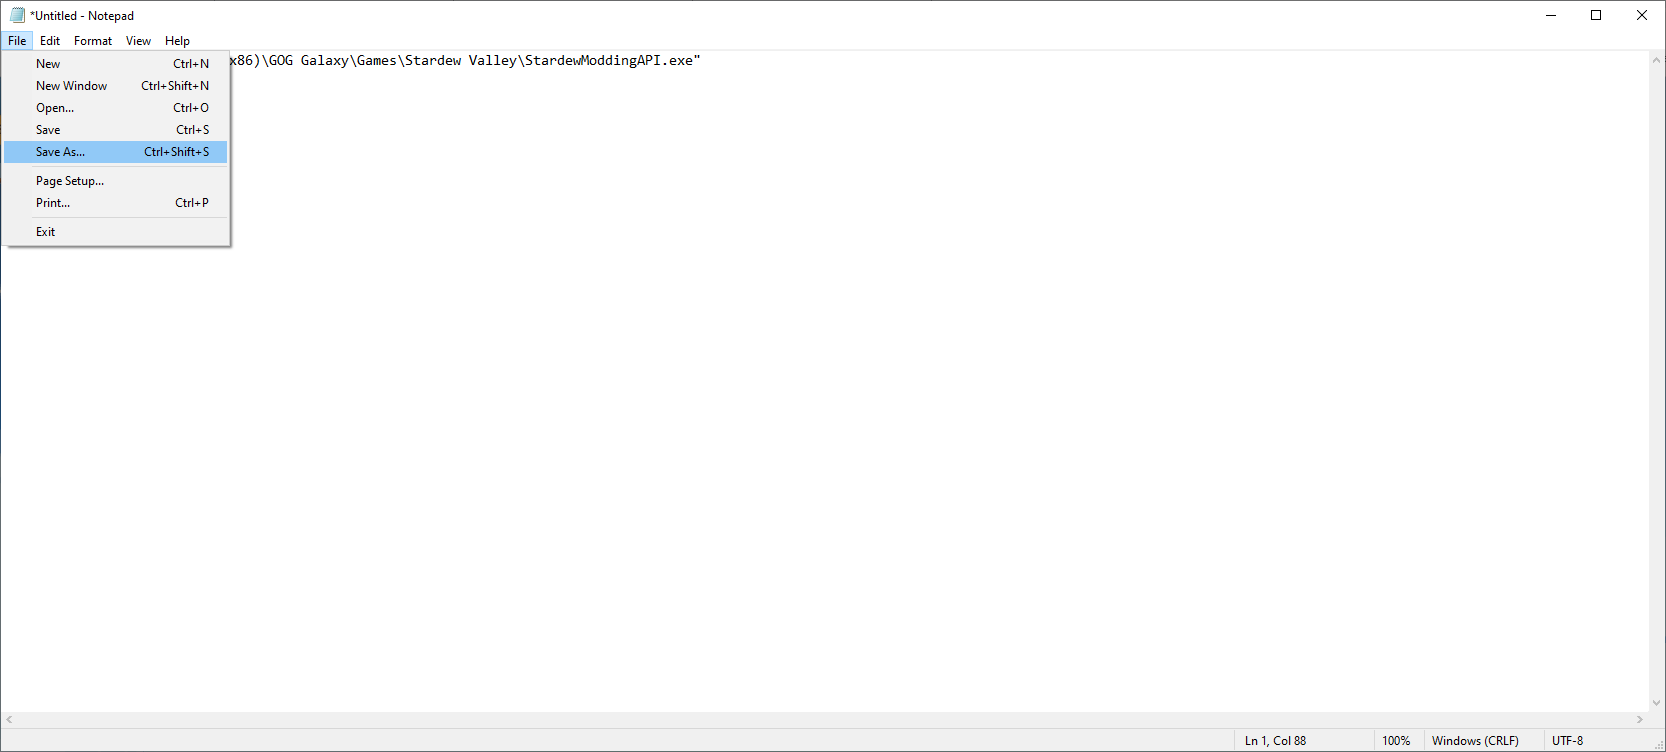 *Untitled - Notepad
File Edit Format View Help
x86)\GOG Galaxy\Games\Stardew Valley\StardewModdingAPI.exe"
New Ctrl+N
New Window Ctrl+Shift+N
Open... Ctrl+O
Save Ctrl+S
Save As... Ctrl+Shift+S
Page Setup...
Print... Ctrl+P
Exit
Ln 1, Col 88 100% Windows (CRLF) UTF-8